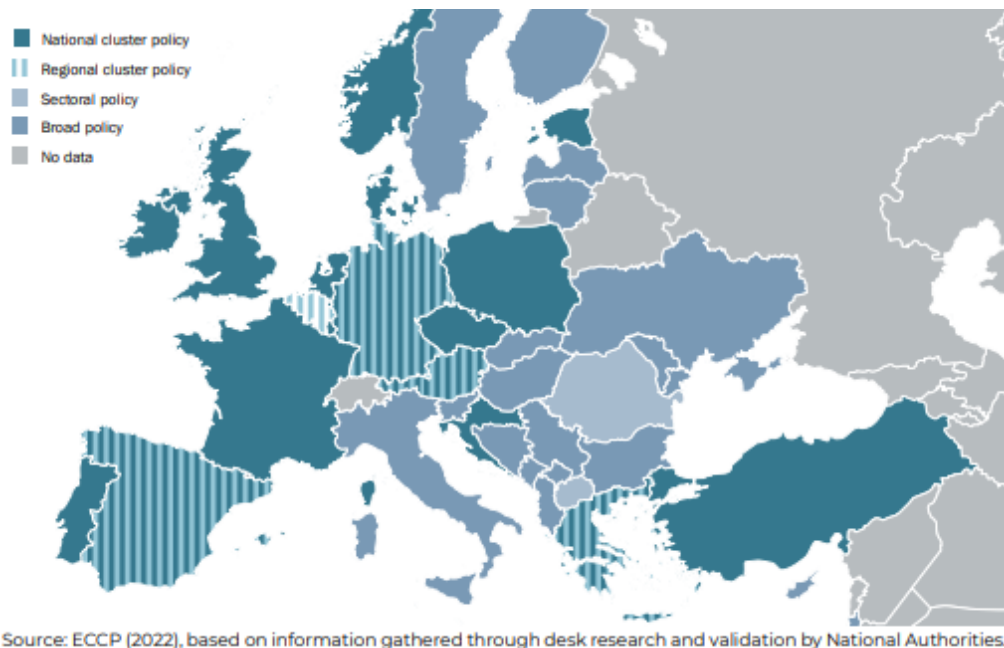 National cluster policy
Regional cluster policy
Sectoral policy
Broad policy
No data
Source: ECCP (2022), based on information gathered through desk research and validation by National Authorities